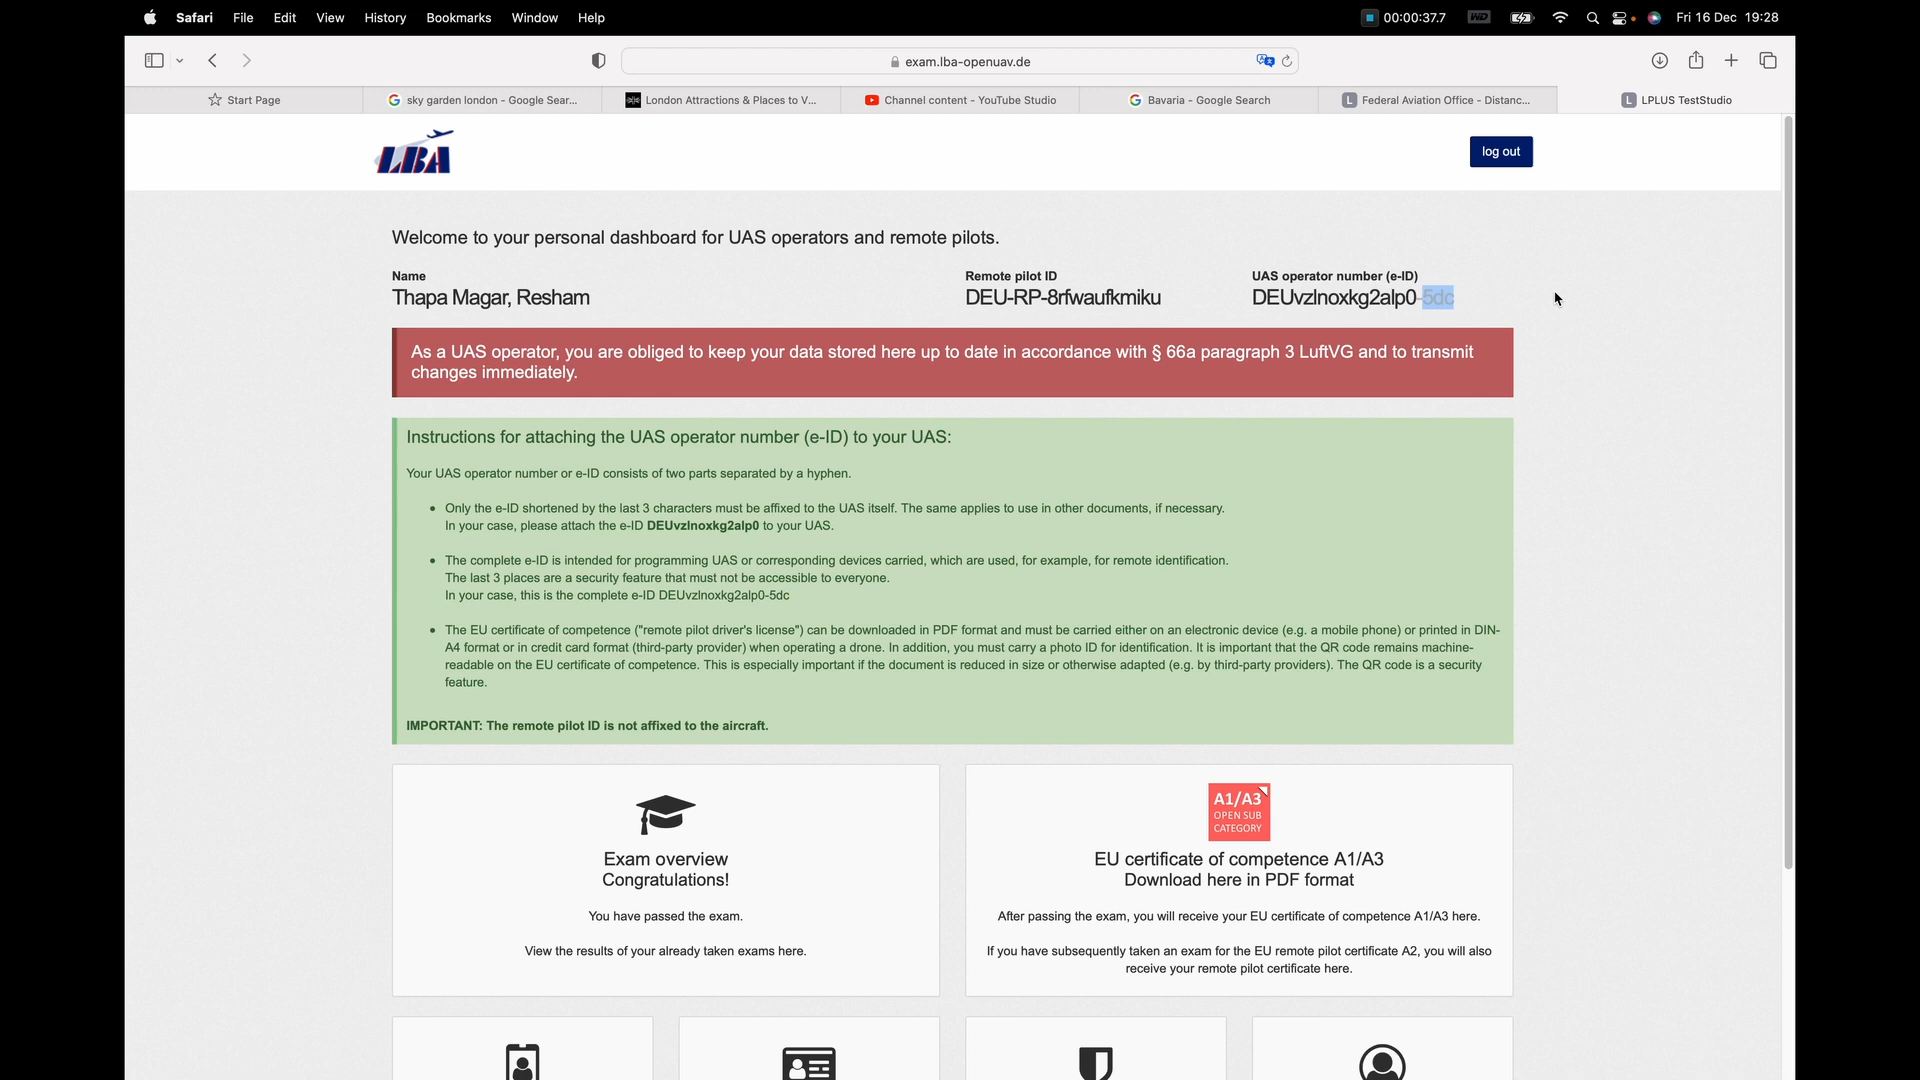 Safari File Edit View History Bookmarks Window Help 00:00:37.7 WD Fri 16 Dec 19:28
exam.lba-openuav.de
Start Page sky garden london - Google Sear... London Attractions & Places to V... Channel content - YouTube Studio Bavaria - Google Search L Federal Aviation Office - Distanc... L LPLUS TestStudio
LBA
log out
Welcome to your personal dashboard for UAS operators and remote pilots.
Name Remote pilot ID UAS operator number (e-ID)
Thapa Magar, Resham DEU-RP-8rfwaufkmiku DEUvzlnoxkg2alp0-5dc
As a UAS operator, you are obliged to keep your data stored here up to date in accordance with § 66a paragraph 3 LuftVG and to transmit
changes immediately.
Instructions for attaching the UAS operator number (e-ID) to your UAS:
Your UAS operator number or e-ID consists of two parts separated by a hyphen.
• Only the e-ID shortened by the last 3 characters must be affixed to the UAS itself. The same applies to use in other documents, if necessary.
In your case, please attach the e-ID DEUvzlnoxkg2alp0 to your UAS.
• The complete e-ID is intended for programming UAS or corresponding devices carried, which are used, for example, for remote identification.
The last 3 places are a security feature that must not be accessible to everyone.
In your case, this is the complete e-ID DEUvzlnoxkg2alp0-5dc
• The EU certificate of competence ("remote pilot driver's license") can be downloaded in PDF format and must be carried either on an electronic device (e.g. a mobile phone) or printed in DIN-
A4 format or in credit card format (third-party provider) when operating a drone. In addition, you must carry a photo ID for identification. It is important that the QR code remains machine-
readable on the EU certificate of competence. This is especially important if the document is reduced in size or otherwise adapted (e.g. by third-party providers). The QR code is a security
feature.
IMPORTANT: The remote pilot ID is not affixed to the aircraft.
Exam overview
Congratulations!
You have passed the exam.
View the results of your already taken exams here.
A1/A3
OPEN SUB
CATEGORY
EU certificate of competence A1/A3
Download here in PDF format
After passing the exam, you will receive your EU certificate of competence A1/A3 here.
If you have subsequently taken an exam for the EU remote pilot certificate A2, you will also
receive your remote pilot certificate here.